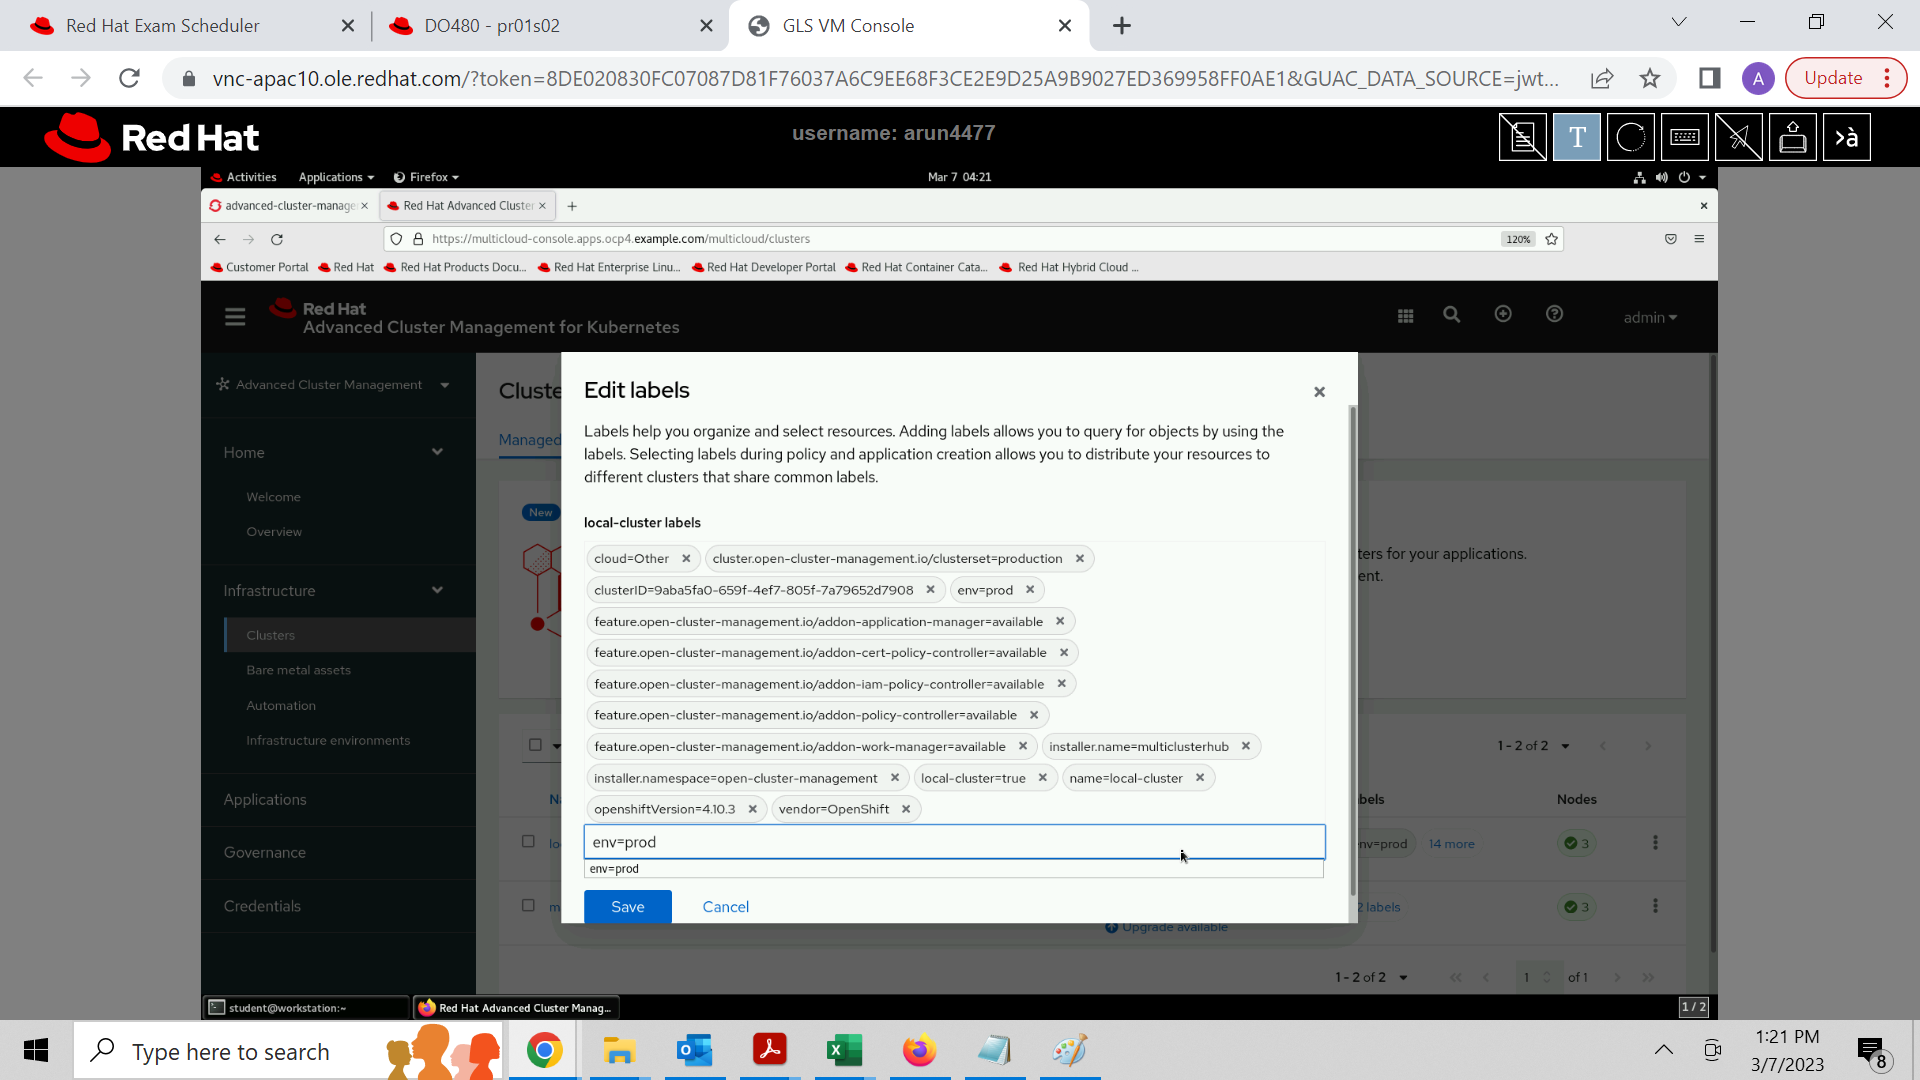 Red Hat Exam Scheduler
DO480 - pr01s02
GLS VM Console
vnc-apac10.ole.redhat.com/?token=8DE020830FC07087D81F76037A6C9EE68F3CE2E9D25A9B9027ED369958FF0AE1&GUAC_DATA_SOURCE=jwt...
A
Update
Red Hat
username: arun4477
T
>à
Activities
Applications
Firefox
Mar 7 04:21
advanced-cluster-manage
Red Hat Advanced Cluster
https://multicloud-console.apps.ocp4.example.com/multicloud/clusters
120%
Customer Portal
Red Hat
Red Hat Products Docu...
Red Hat Enterprise Linu...
Red Hat Developer Portal
Red Hat Container Cata...
Red Hat Hybrid Cloud ...
Red Hat
Advanced Cluster Management for Kubernetes
admin
Advanced Cluster Management
Home
Welcome
Overview
Infrastructure
Clusters
Bare metal assets
Automation
Infrastructure environments
Applications
Governance
Credentials
Cluste
Managed
New
Edit labels
Labels help you organize and select resources. Adding labels allows you to query for objects by using the
labels. Selecting labels during policy and application creation allows you to distribute your resources to
different clusters that share common labels.
local-cluster labels
cloud=Other
cluster.open-cluster-management.io/clusterset=production
clusterID=9aba5fa0-659f-4ef7-805f-7a79652d7908
env=prod
feature.open-cluster-management.io/addon-application-manager=available
feature.open-cluster-management.io/addon-cert-policy-controller=available
feature.open-cluster-management.io/addon-iam-policy-controller=available
feature.open-cluster-management.io/addon-policy-controller=available
feature.open-cluster-management.io/addon-work-manager=available
installer.name=multiclusterhub
installer.namespace=open-cluster-management
local-cluster=true
name=local-cluster
openshiftVersion=4.10.3
vendor=OpenShift
env=prod
env=prod
Save
Cancel
ters for your applications.
ent.
1 - 2 of 2
Na
bels
Nodes
lo
nv=prod
14 more
3
m
2 labels
3
Upgrade available
1 - 2 of 2
1
of 1
student@workstation:~
Red Hat Advanced Cluster Manag...
1 / 2
Type here to search
1:21 PM
3/7/2023
8